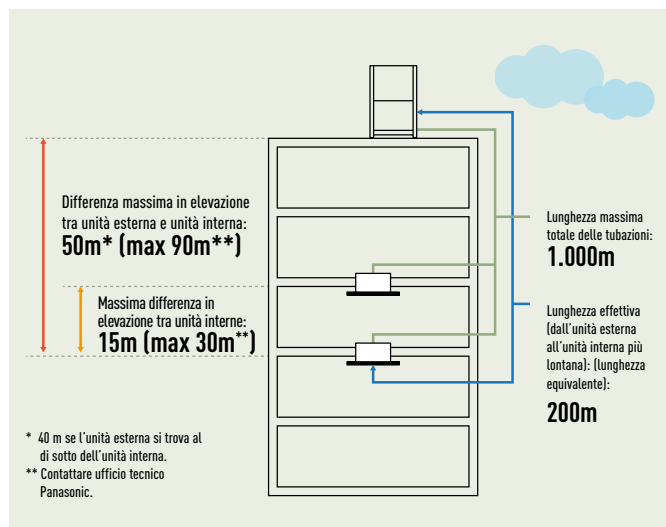 Differenza massima in elevazione
tra unità esterna e unità interna:
50m* (max 90m**)
Massima differenza in
elevazione tra unità interne:
15m (max 30m**)
* 40 m se l'unità esterna si trova al
di sotto dell'unità interna.
** Contattare ufficio tecnico
Panasonic.
Lunghezza massima
totale delle tubazioni:
1.000m
Lunghezza effettiva
(dall'unità esterna
all'unità interna più
lontana): (lunghezza
equivalente):
200m